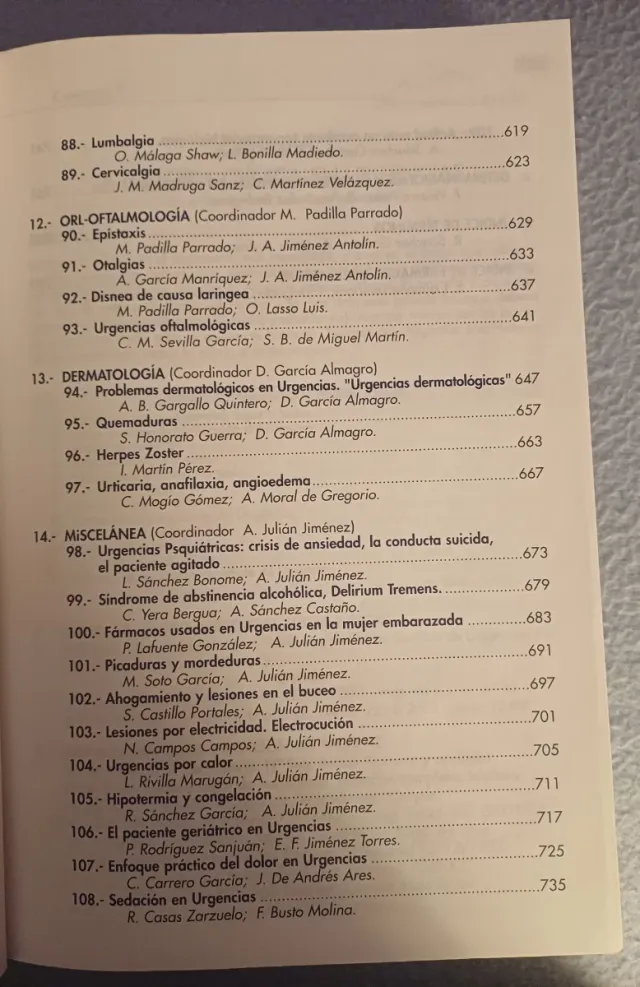 88.- Lumbalgia ........ 619
O. Málaga Shaw; L. Bonilla Madiedo.
89.- Cervicalgia ........ 623
J. M. Madruga Sanz; C. Martínez Velázquez.
12.- ORL-OFTALMOLOGÍA (Coordinador M. Padilla Parrado)
90.- Epistaxis ........ 629
M. Padilla Parrado; J. A. Jiménez Antolin.
91.- Otalgias ........ 633
A. García Manríquez; J. A. Jiménez Antolin.
92.- Disnea de causa laringea ........ 637
M. Padilla Parrado; O. Lasso Luis.
93.- Urgencias oftalmológicas ........ 641
C. M. Sevilla García; S. B. de Miguel Martín.
13.- DERMATOLOGÍA (Coordinador D. García Almagro)
94.- Problemas dermatológicos en Urgencias. "Urgencias dermatológicas" 647
A. B. Gargallo Quintero; D. García Almagro.
95.- Quemaduras ........ 657
S. Honorato Guerra; D. García Almagro.
96.- Herpes Zoster ........ 663
I. Martín Pérez.
97.- Urticaria, anafilaxia, angioedema ........ 667
C. Mogío Gómez; A. Moral de Gregorio.
14.- MiSCELÁNEA (Coordinador A. Julián Jiménez)
98.- Urgencias Psquiátricas: crisis de ansiedad, la conducta suicida,
el paciente agitado ........ 673
L. Sánchez Bonome; A. Julián Jiménez.
99.- Síndrome de abstinencia alcohólica, Delirium Tremens. ........ 679
C. Yera Bergua; A. Sánchez Castaño.
100.- Fármacos usados en Urgencias en la mujer embarazada ........ 683
P. Lafuente González; A. Julián Jiménez.
101.- Picaduras y mordeduras ........ 691
M. Soto García; A. Julián Jiménez.
102.- Ahogamiento y lesiones en el buceo ........ 697
S. Castillo Portales; A. Julián Jiménez.
103.- Lesiones por electricidad. Electrocución ........ 701
N. Campos Campos; A. Julián Jiménez.
104.- Urgencias por calor ........ 705
L. Rivilla Marugán; A. Julián Jiménez.
105.- Hipotermia y congelación ........ 711
R. Sánchez García; A. Julián Jiménez.
106.- El paciente geriátrico en Urgencias ........ 717
P. Rodríguez Sanjuán; E. F. Jiménez Torres.
107.- Enfoque práctico del dolor en Urgencias ........ 725
C. Carrero García; J. De Andrés Ares.
108.- Sedación en Urgencias ........ 735
R. Casas Zarzuelo; F. Busto Molina.